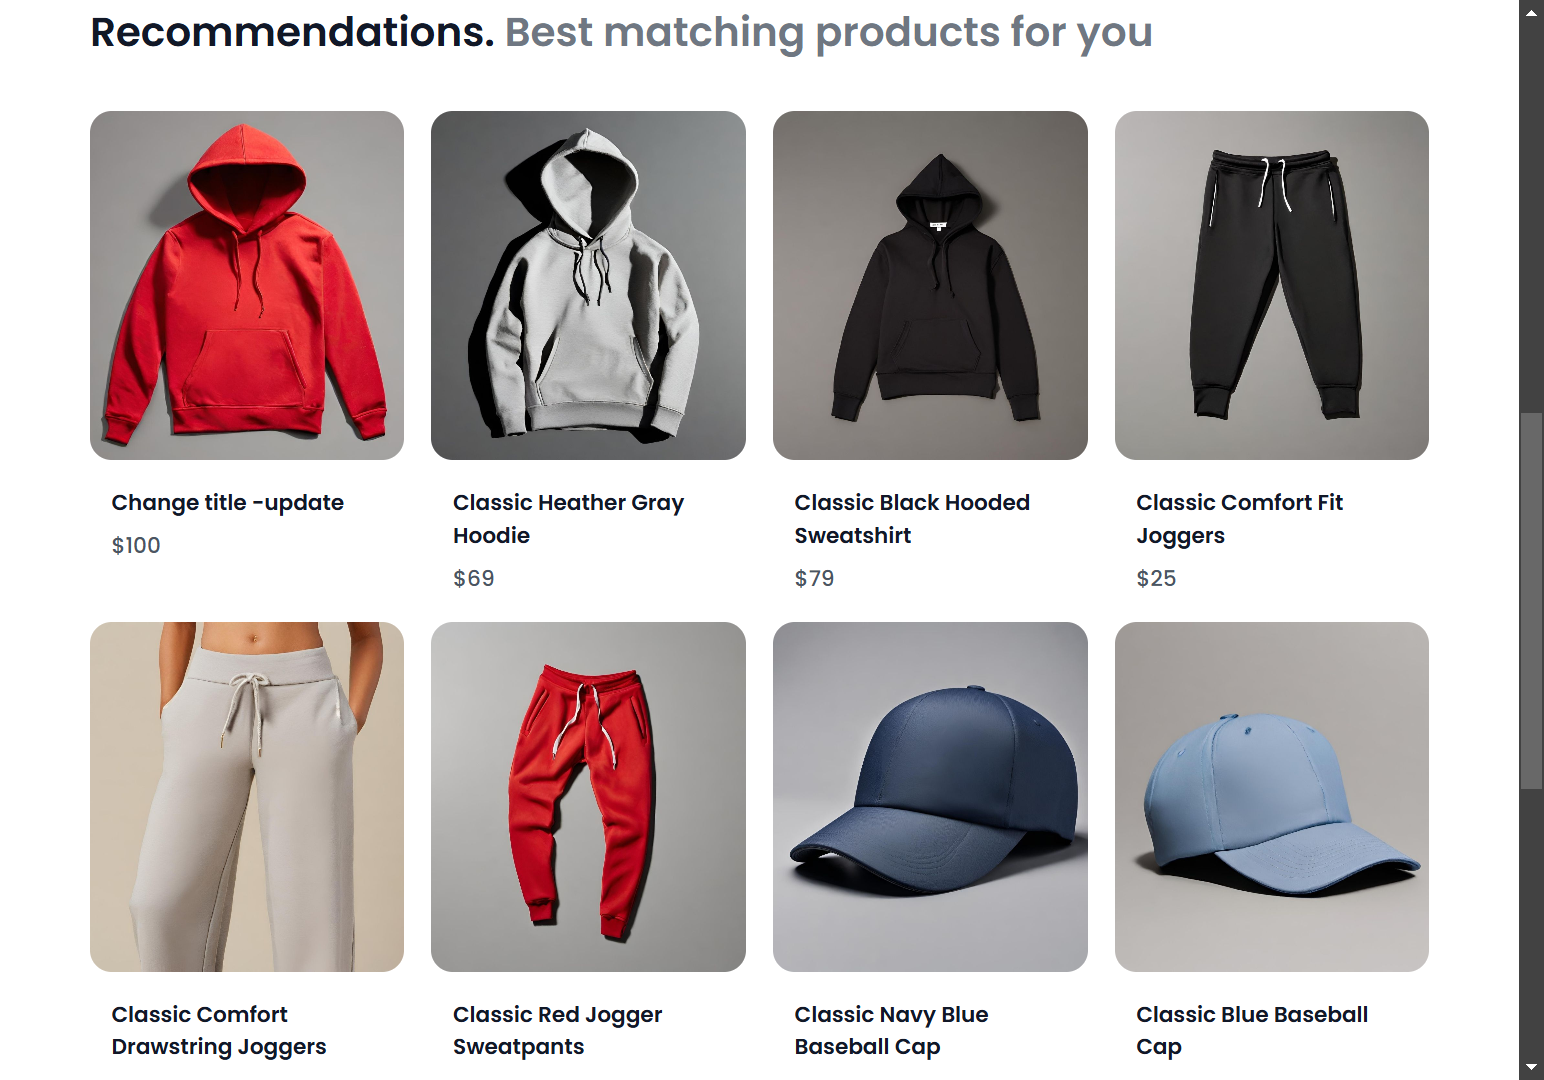 Recommendations. Best matching products for you
Change title -update
$100
Classic Heather Gray
Hoodie
$69
Classic Black Hooded
Sweatshirt
$79
Classic Comfort Fit
Joggers
$25
Classic Comfort
Drawstring Joggers
Classic Red Jogger
Sweatpants
Classic Navy Blue
Baseball Cap
Classic Blue Baseball
Cap